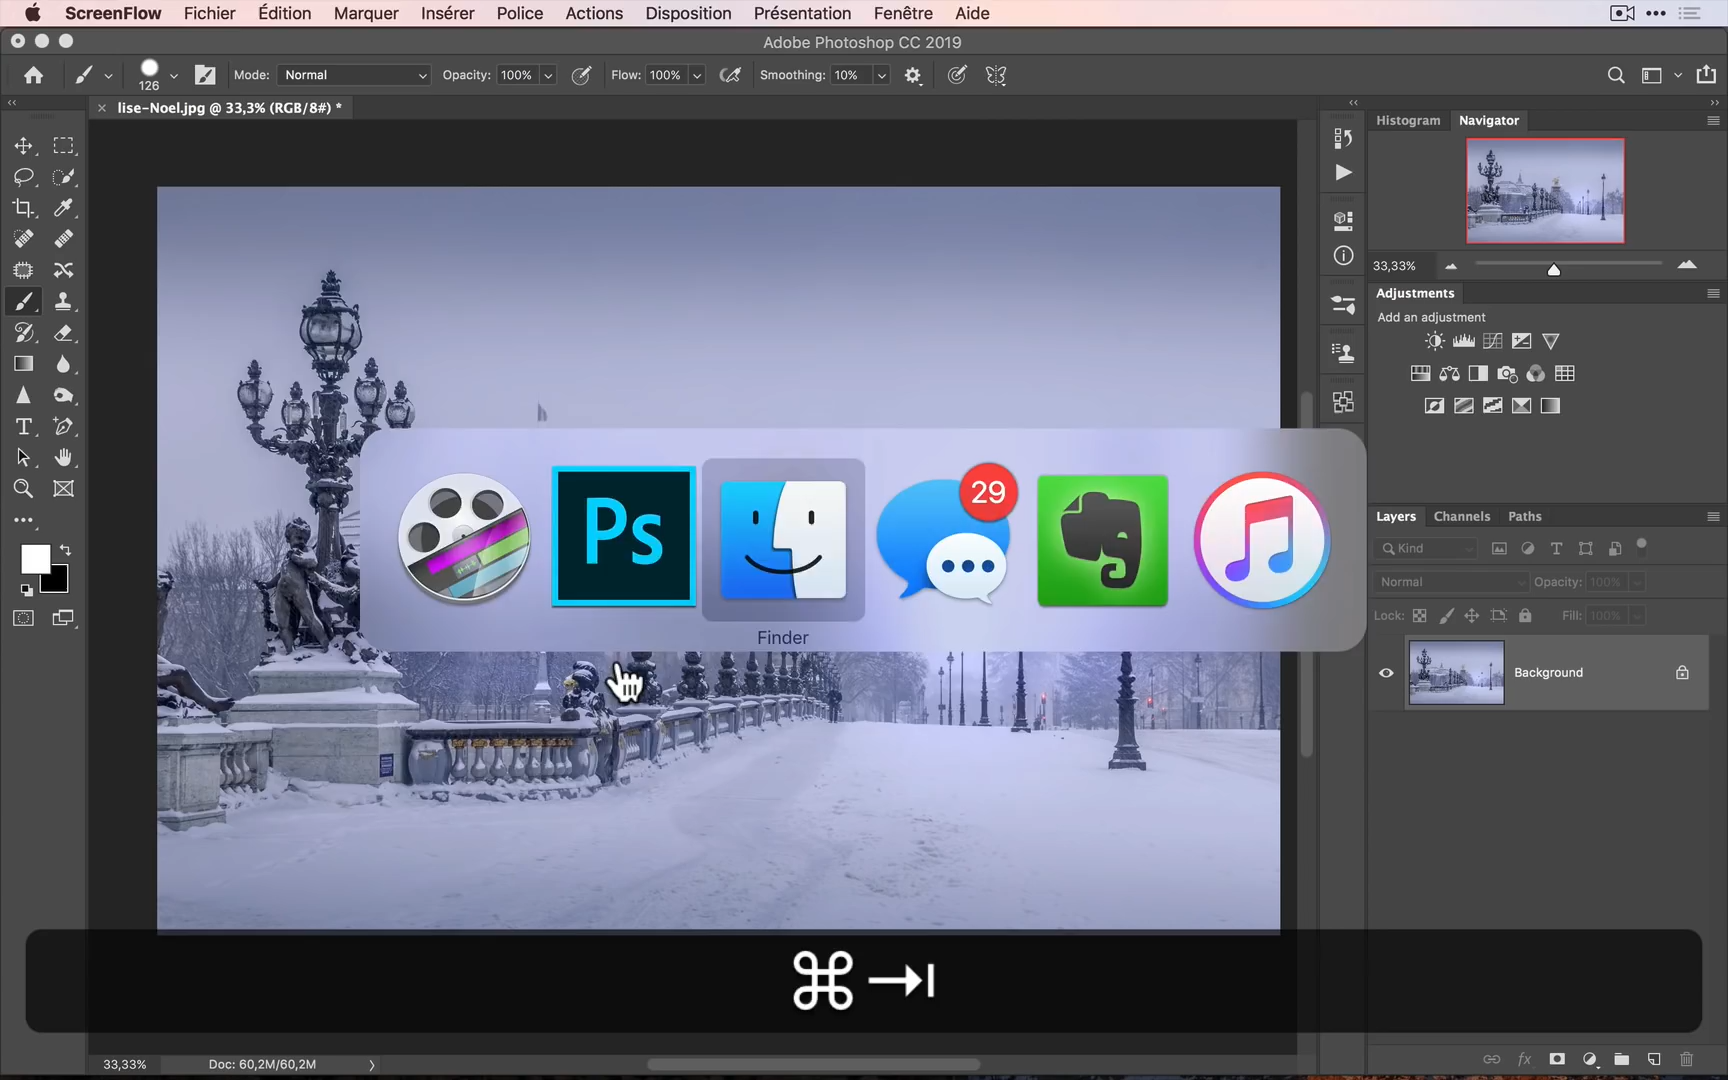 ScreenFlow Fichier Édition Marquer Insérer Police Actions Disposition Présentation Fenêtre Aide
Adobe Photoshop CC 2019
126 Mode: Normal Opacity: 100% Flow: 100% Smoothing: 10%
lise-Noel.jpg @ 33,3% (RGB/8#) *
Histogram Navigator
33,33%
Adjustments
Add an adjustment
Ps
29
Finder
Layers Channels Paths
Kind
Normal Opacity: 100%
Lock: Fill: 100%
Background
33,33% Doc: 60,2M/60,2M
fx